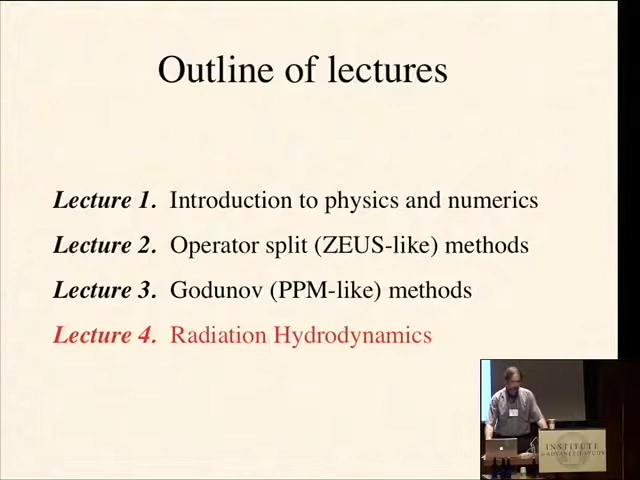 Outline of lectures
Lecture 1. Introduction to physics and numerics
Lecture 2. Operator split (ZEUS-like) methods
Lecture 3. Godunov (PPM-like) methods
Lecture 4. Radiation Hydrodynamics
INSTITUTE
for ADVANCED STUDY